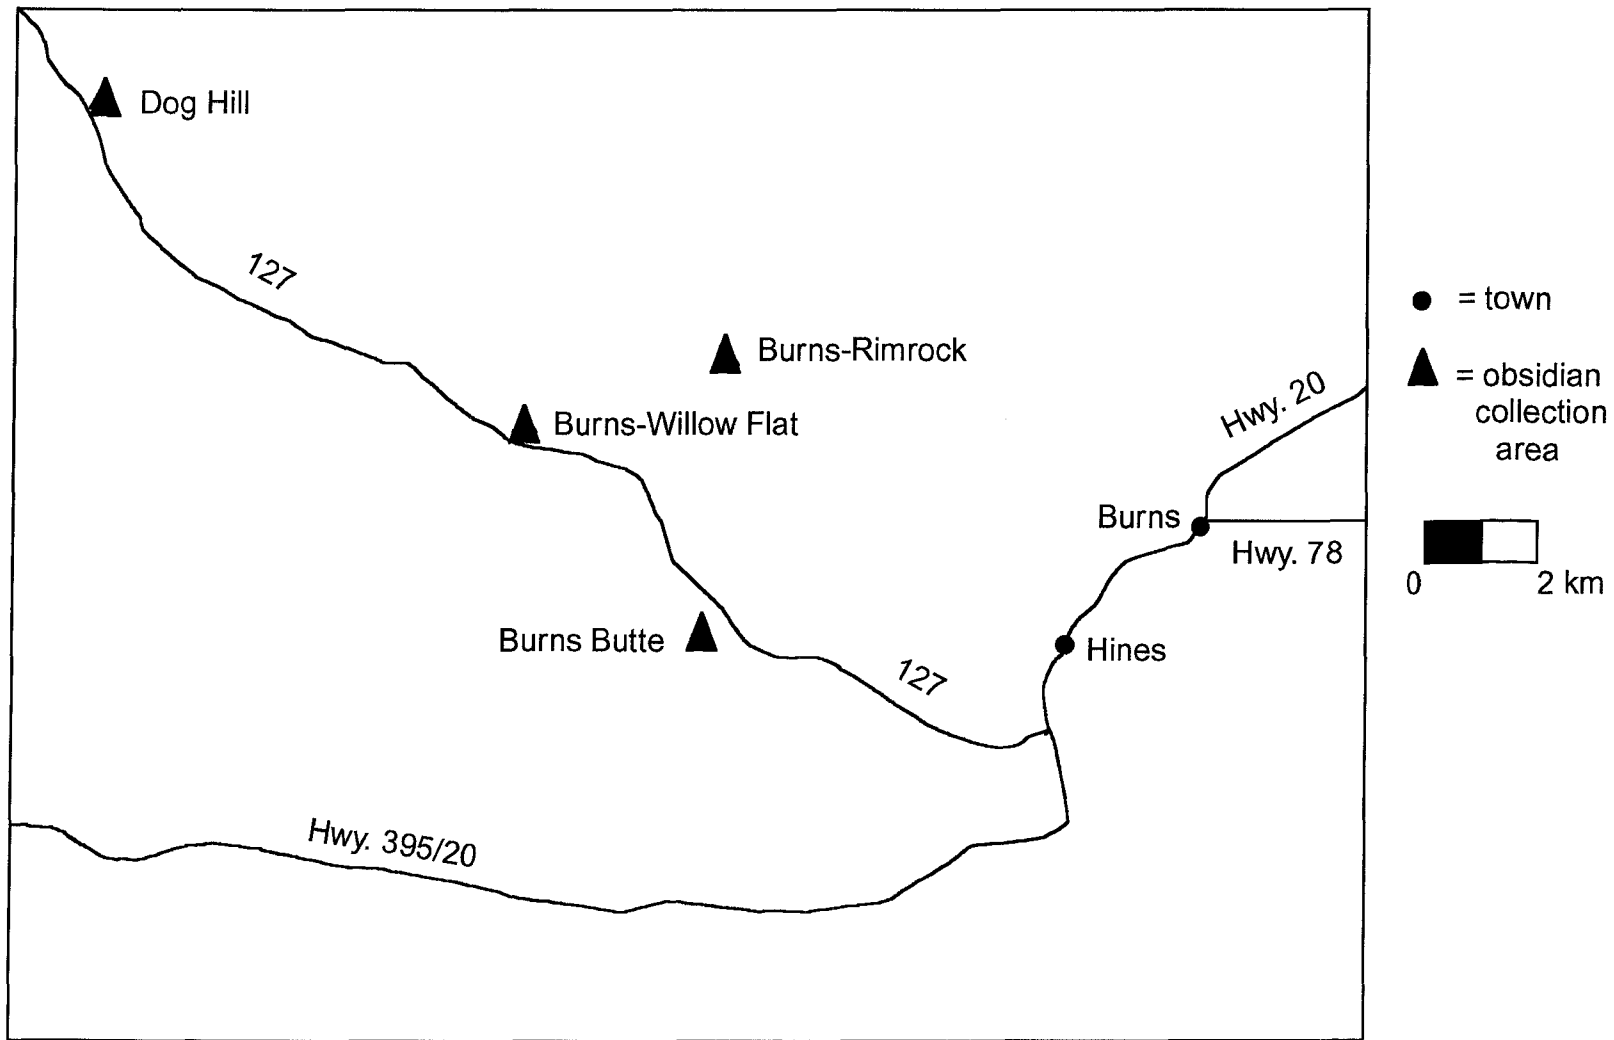 Dog Hill
127
Burns-Rimrock
Burns-Willow Flat
Hwy. 20
Burns
Hwy. 78
Burns Butte
Hines
127
Hwy. 395/20
= town
= obsidian
collection
area
0 2 km